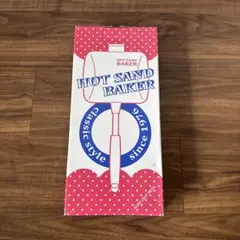 HOT SAND
BAKER
HOT SAND
BAKER
classic style
since 1976